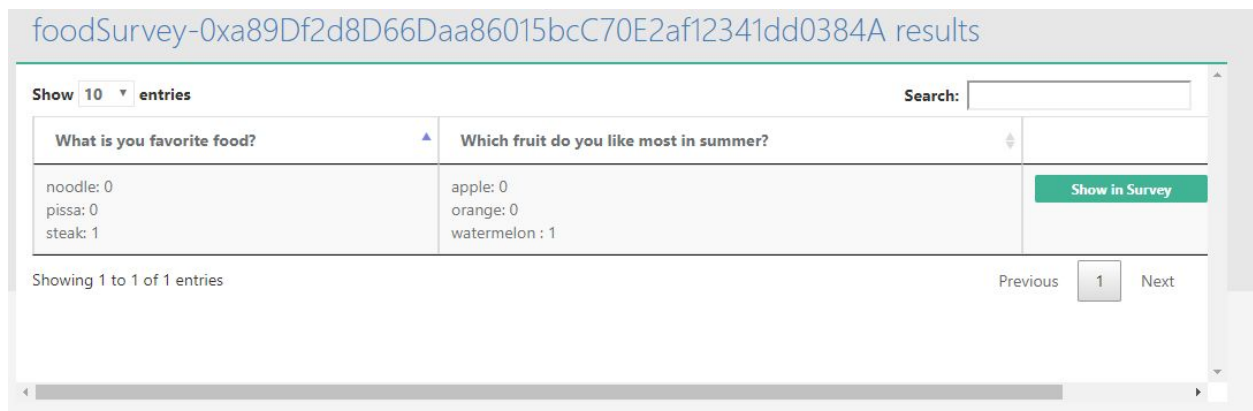 foodSurvey-0xa89Df2d8D66Daa86015bcC70E2af12341dd0384A results
Show 10 entries
Search:
What is you favorite food?
Which fruit do you like most in summer?
noodle: 0
pissa: 0
steak: 1
apple: 0
orange: 0
watermelon : 1
Show in Survey
Showing 1 to 1 of 1 entries
Previous 1 Next